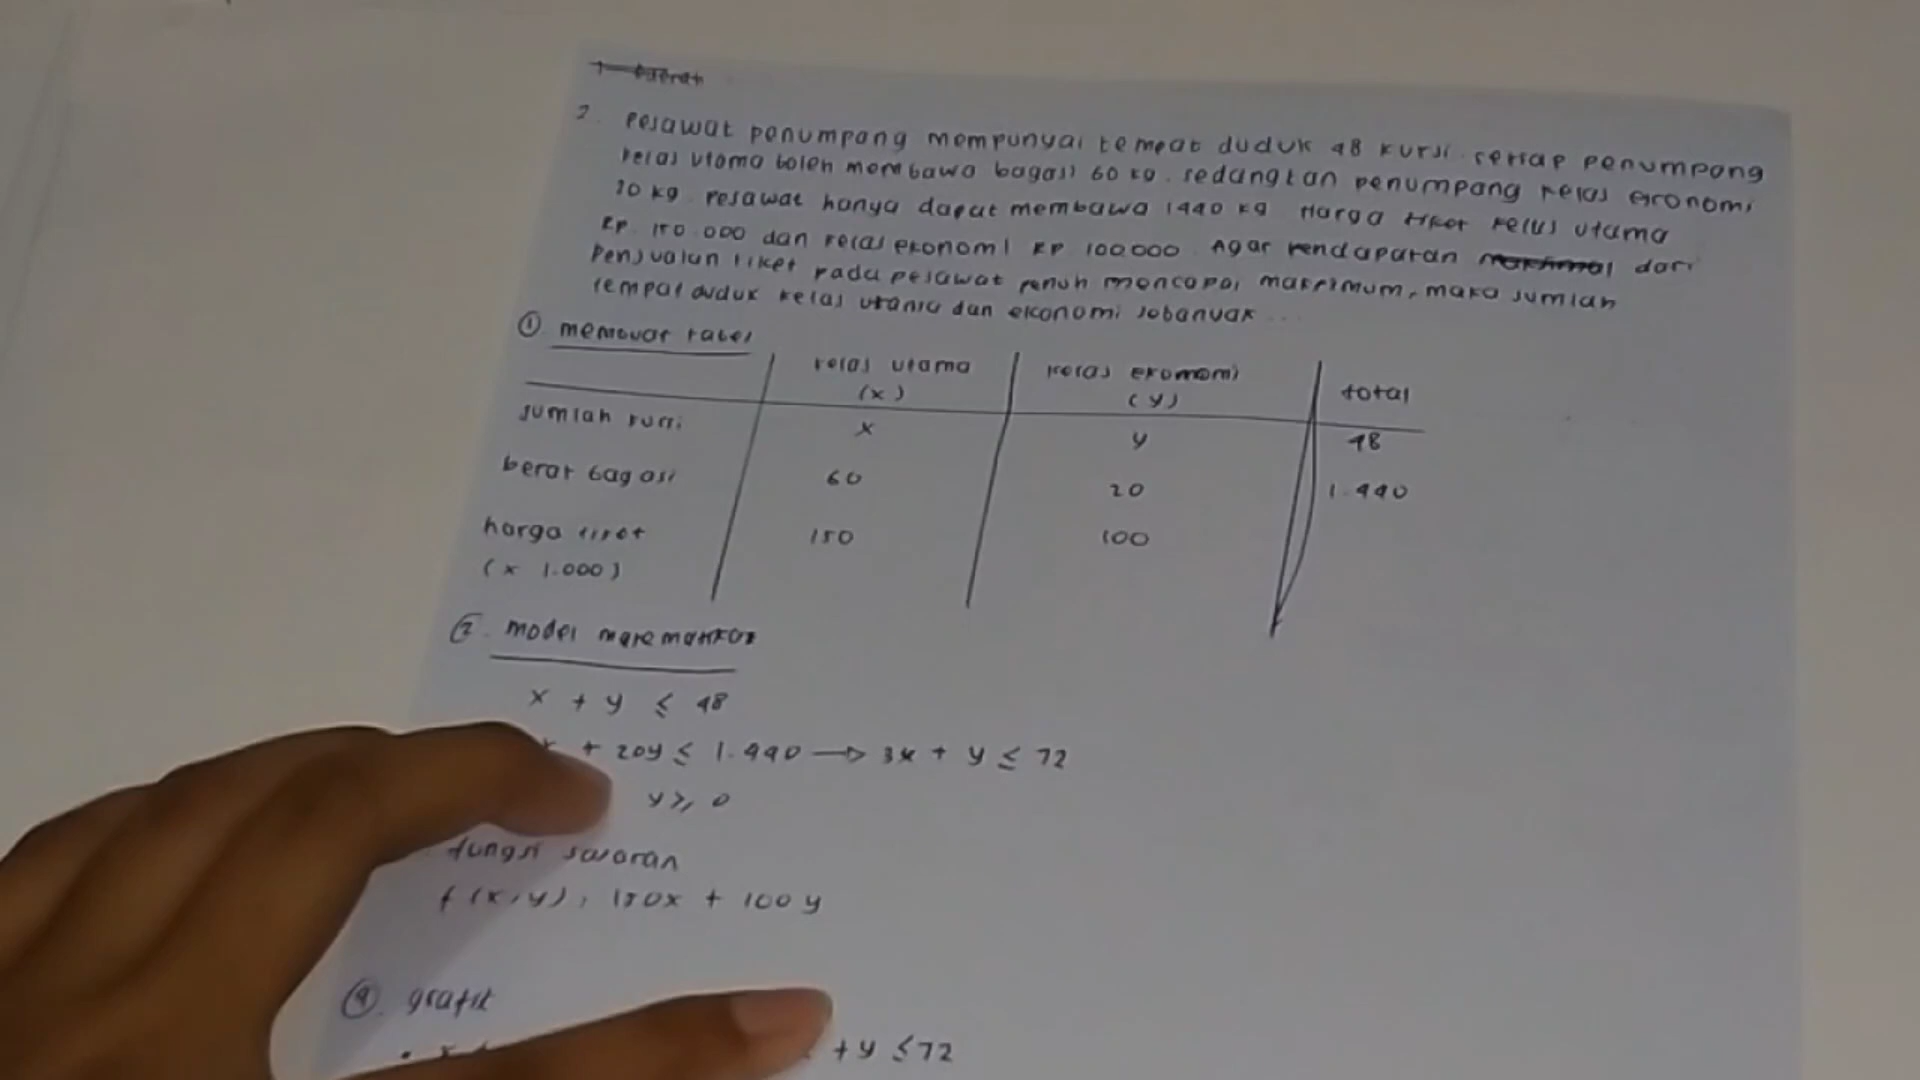 2. Pesawat penumpang mempunyai tempat duduk 48 kursi. setiap penumpang
kelas utama boleh membawa bagasi 60 kg. sedangkan penumpang kelas ekonomi
20 kg. Pesawat hanya dapat membawa 1440 kg. Harga tiket kelas utama
Rp. 150.000 dan kelas ekonomi RP 100.000. Agar pendapatan dari
Penjualan tiket pada pesawat penuh mencapai maksimum, maka jumlah
tempat duduk kelas utama dan ekonomi sebanyak ...
① membuat tabel
kelas utama (x) kelas ekonomi (y) total
jumlah kursi x y 48
berat bagasi 60 20 1.440
harga tiket 150 100
(x 1.000)
②. model matematika
x + y ≤ 48
+ 20y ≤ 1.440 → 3x + y ≤ 72
y ≥ 0
fungsi sasaran
f(x,y), 150x + 100y
grafik
+ y ≤ 72